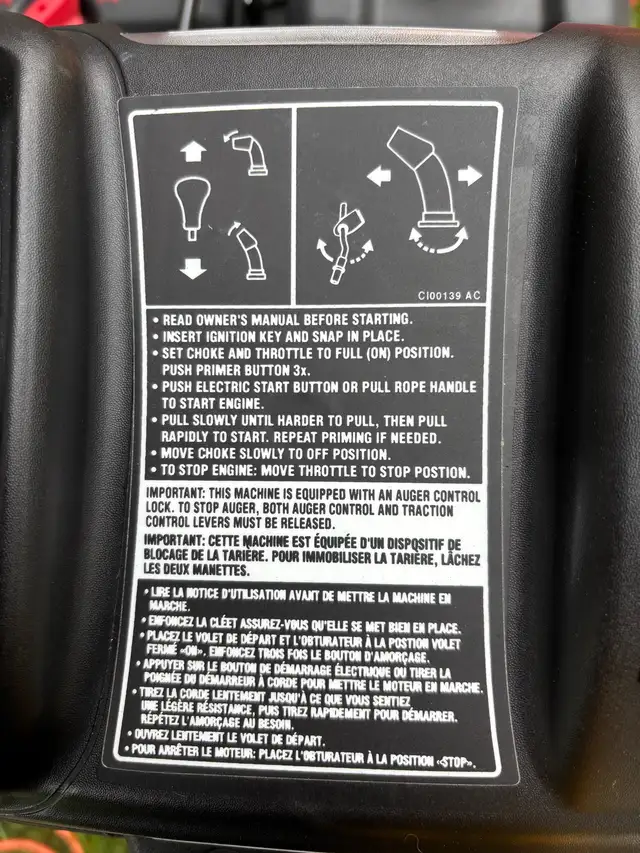 CI00139 AC
• READ OWNER'S MANUAL BEFORE STARTING.
• INSERT IGNITION KEY AND SNAP IN PLACE.
• SET CHOKE AND THROTTLE TO FULL (ON) POSITION.
PUSH PRIMER BUTTON 3x.
• PUSH ELECTRIC START BUTTON OR PULL ROPE HANDLE
TO START ENGINE.
• PULL SLOWLY UNTIL HARDER TO PULL, THEN PULL
RAPIDLY TO START. REPEAT PRIMING IF NEEDED.
• MOVE CHOKE SLOWLY TO OFF POSITION.
• TO STOP ENGINE: MOVE THROTTLE TO STOP POSTION.
IMPORTANT: THIS MACHINE IS EQUIPPED WITH AN AUGER CONTROL
LOCK. TO STOP AUGER, BOTH AUGER CONTROL AND TRACTION
CONTROL LEVERS MUST BE RELEASED.
IMPORTANT: CETTE MACHINE EST ÉQUIPÉE D'UN DISPOSITIF DE
BLOCAGE DE LA TARIÈRE. POUR IMMOBILISER LA TARIÈRE, LÂCHEZ
LES DEUX MANETTES.
• LIRE LA NOTICE D'UTILISATION AVANT DE METTRE LA MACHINE EN
MARCHE.
• ENFONCEZ LA CLÉET ASSUREZ-VOUS QU'ELLE SE MET BIEN EN PLACE.
• PLACEZ LE VOLET DE DÉPART ET L'OBTURATEUR À LA POSTION VOLET
FERMÉ «ON». ENFONCEZ TROIS FOIS LE BOUTON D'AMORÇAGE.
• APPUYER SUR LE BOUTON DE DÉMARRAGE ÉLECTRIQUE OU TIRER LA
POIGNÉE DU DÉMARREUR À CORDE POUR METTRE LE MOTEUR EN MARCHE.
• TIREZ LA CORDE LENTEMENT JUSQU'À CE QUE VOUS SENTIEZ
UNE LÉGÈRE RÉSISTANCE, PUIS TIREZ RAPIDEMENT POUR DÉMARRER.
RÉPÉTEZ L'AMORÇAGE AU BESOIN.
• OUVREZ LENTEMENT LE VOLET DE DÉPART.
• POUR ARRÊTER LE MOTEUR: PLACEZ L'OBTURATEUR À LA POSITION «STOP».